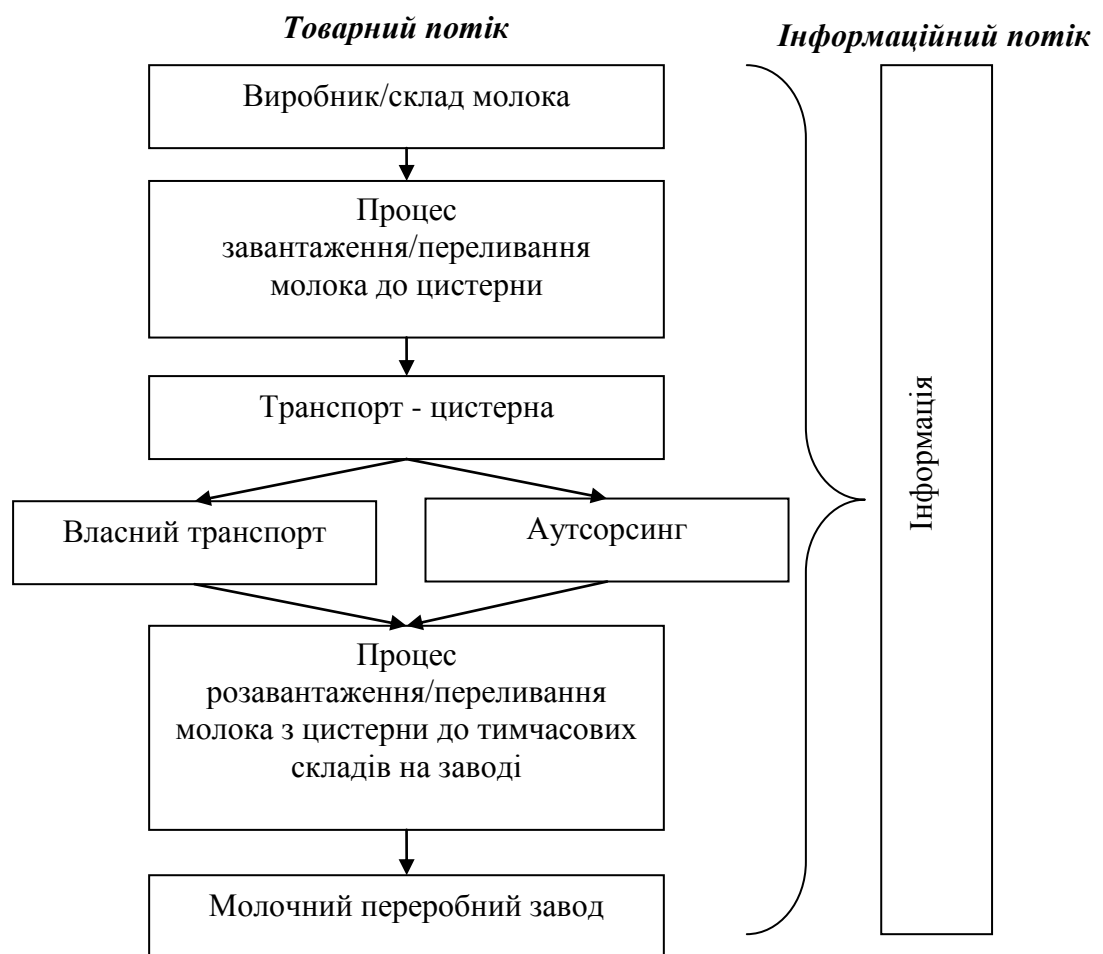 Товарний потік
Інформаційний потік
Виробник/склад молока
Процес
завантаження/переливання
молока до цистерни
Транспорт - цистерна
Власний транспорт
Аутсорсинг
Процес
розавантаження/переливання
молока з цистерни до тимчасових
складів на заводі
Молочний переробний завод
Інформація